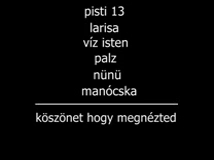 pisti 13
larisa
víz isten
palz
nünü
manócska
köszönet hogy megnézted